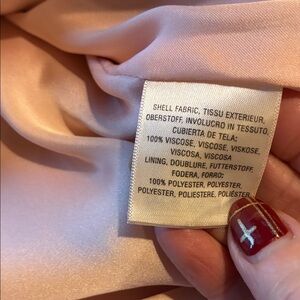 SHELL FABRIC, TISSU EXTERIEUR,
OBERSTOFF, INVOLUCRO IN TESSUTO,
CUBIERTA DE TELA:
100% VISCOSE, VISCOSE, VISKOSE,
VISCOSA, VISCOSA
LINING, DOUBLURE, FUTTERSTOFF,
FODERA, FORRO:
100% POLYESTER, POLYESTER,
POLYESTER, POLIESTERE, POLIÉSTER